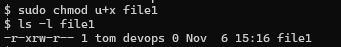 $ sudo chmod u+x file1
$ ls -l file1
-r-xrw-r-- 1 tom devops 0 Nov  6 15:16 file1